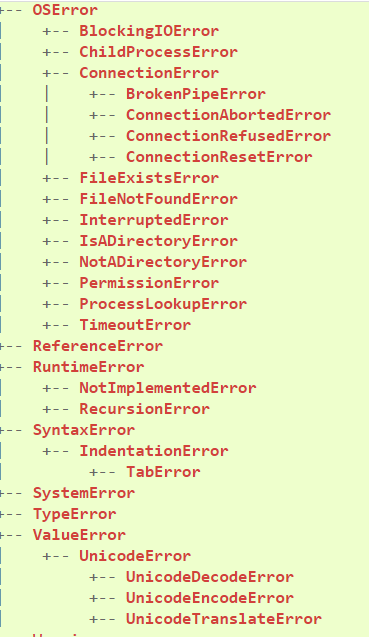 +-- OSError
|    +-- BlockingIOError
|    +-- ChildProcessError
|    +-- ConnectionError
|    |    +-- BrokenPipeError
|    |    +-- ConnectionAbortedError
|    |    +-- ConnectionRefusedError
|    |    +-- ConnectionResetError
|    +-- FileExistsError
|    +-- FileNotFoundError
|    +-- InterruptedError
|    +-- IsADirectoryError
|    +-- NotADirectoryError
|    +-- PermissionError
|    +-- ProcessLookupError
|    +-- TimeoutError
+-- ReferenceError
+-- RuntimeError
|    +-- NotImplementedError
|    +-- RecursionError
+-- SyntaxError
|    +-- IndentationError
|         +-- TabError
+-- SystemError
+-- TypeError
+-- ValueError
|    +-- UnicodeError
|         +-- UnicodeDecodeError
|         +-- UnicodeEncodeError
|         +-- UnicodeTranslateError